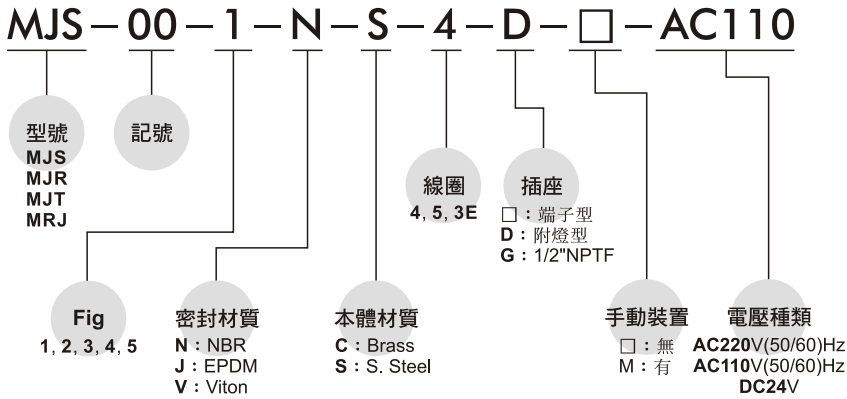 MJS－00－1－N－S－4－D－□－AC110
型號
MJS
MJR
MJT
MRJ
記號
Fig
1, 2, 3, 4, 5
密封材質
N：NBR
J：EPDM
V：Viton
本體材質
C：Brass
S：S. Steel
線圈
4, 5, 3E
插座
□：端子型
D：附燈型
G：1/2"NPTF
手動裝置
□：無
M：有
電壓種類
AC220V(50/60)Hz
AC110V(50/60)Hz
DC24V